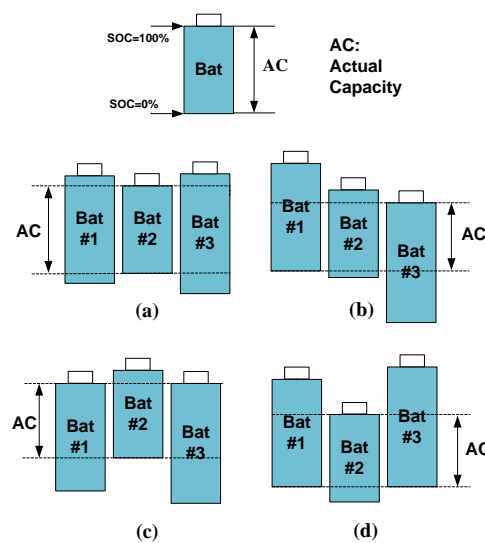 SOC=100%
Bat
AC
SOC=0%
AC:
Actual
Capacity
AC
Bat
#1
Bat
#2
Bat
#3
(a)
Bat
#1
Bat
#2
Bat
#3
AC
(b)
AC
Bat
#1
Bat
#2
Bat
#3
(c)
Bat
#1
Bat
#2
Bat
#3
AC
(d)